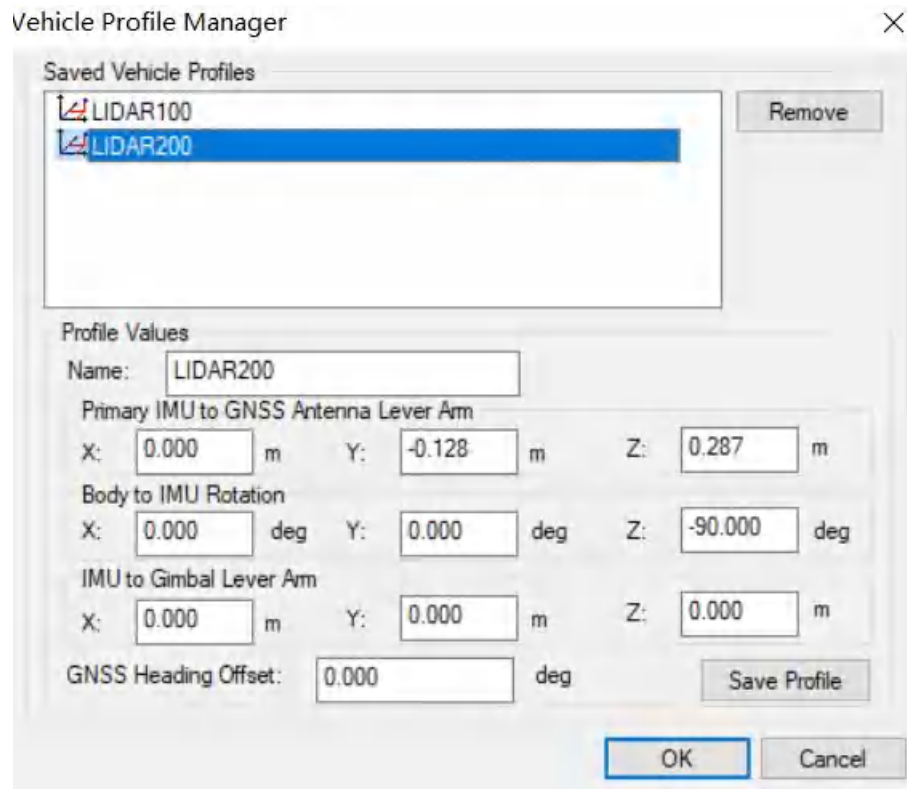 Vehicle Profile Manager
Saved Vehicle Profiles
LIDAR100
Remove
LIDAR200
Profile Values
Name: LIDAR200
Primary IMU to GNSS Antenna Lever Arm
X: 0.000 m Y: -0.128 m Z: 0.287 m
Body to IMU Rotation
X: 0.000 deg Y: 0.000 deg Z: -90.000 deg
IMU to Gimbal Lever Arm
X: 0.000 m Y: 0.000 m Z: 0.000 m
GNSS Heading Offset: 0.000 deg Save Profile
OK Cancel